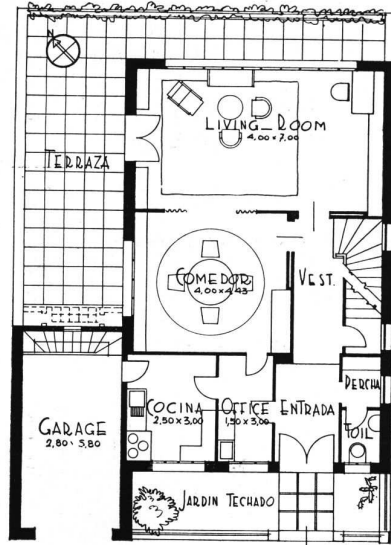 N
LIVING_ROOM
4,00 x 7,00
TERRAZA
COMEDOR
4,00 x 4,43
VEST.
PERCHA
COCINA
2,50 x 3,00
OFFICE
1,50 x 3,00
ENTRADA
TOIL
GARAGE
2,80 x 5,80
JARDIN TECHADO